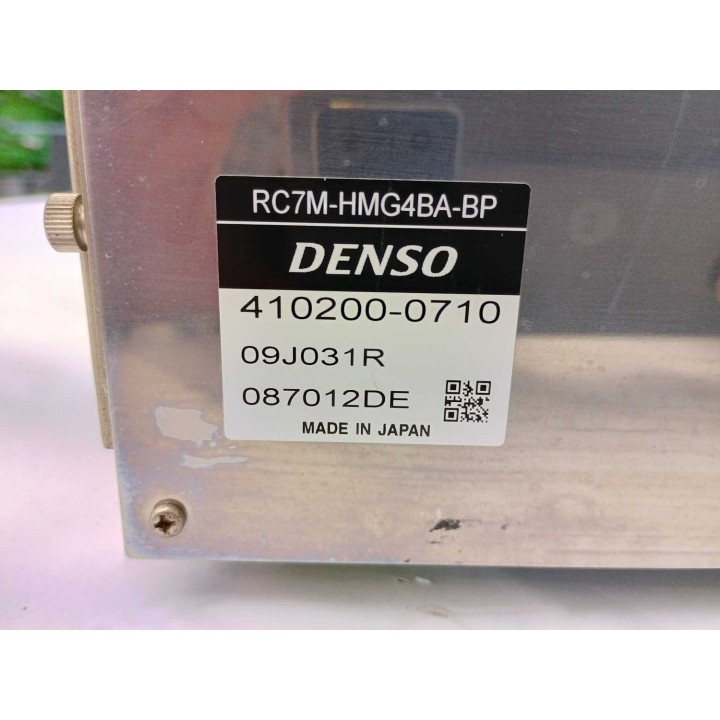 RC7M-HMG4BA-BP
DENSO
410200-0710
09J031R
087012DE
MADE IN JAPAN